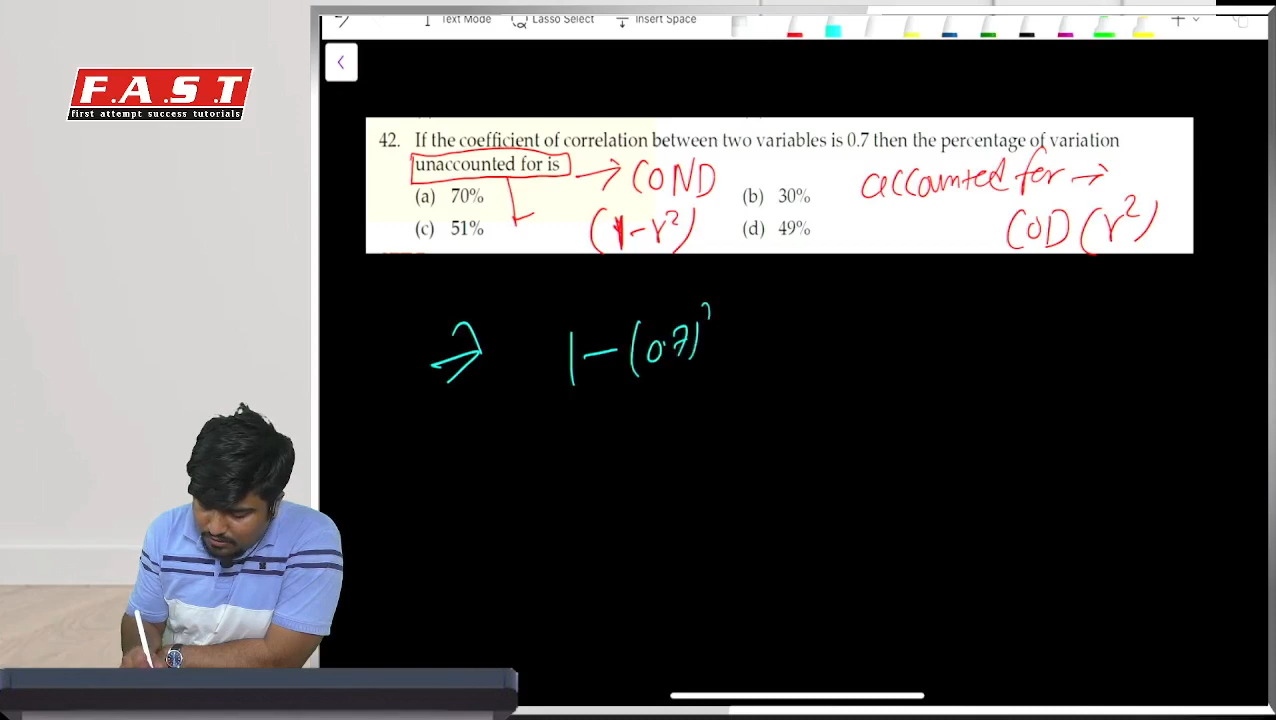 Text Mode Lasso Select Insert Space
F.A.S.T
first attempt success tutorials
42. If the coefficient of correlation between two variables is 0.7 then the percentage of variation
unaccounted for is → COND accounted for →
(a) 70% (b) 30%
(c) 51% (1-r²) (d) 49% COD (r²)
⇒ 1-(0.7)²